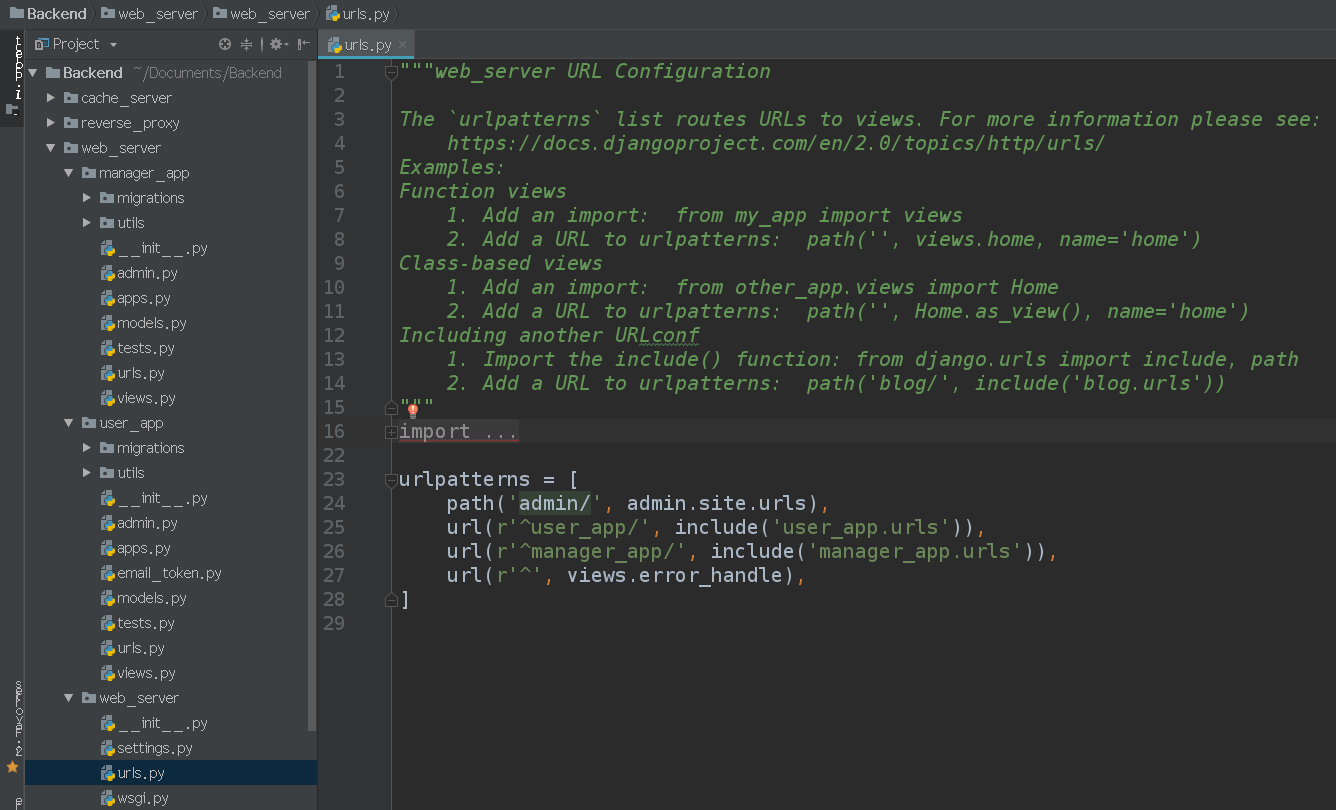 Backend web_server web_server urls.py
Project
urls.py
Backend ~/Documents/Backend
cache_server
reverse_proxy
web_server
manager_app
migrations
utils
__init__.py
admin.py
apps.py
models.py
tests.py
urls.py
views.py
user_app
migrations
utils
__init__.py
admin.py
apps.py
email_token.py
models.py
tests.py
urls.py
views.py
web_server
__init__.py
settings.py
urls.py
wsgi.py
1 """web_server URL Configuration
2
3 The `urlpatterns` list routes URLs to views. For more information please see:
4     https://docs.djangoproject.com/en/2.0/topics/http/urls/
5 Examples:
6 Function views
7     1. Add an import:  from my_app import views
8     2. Add a URL to urlpatterns:  path('', views.home, name='home')
9 Class-based views
10     1. Add an import:  from other_app.views import Home
11     2. Add a URL to urlpatterns:  path('', Home.as_view(), name='home')
12 Including another URLconf
13     1. Import the include() function: from django.urls import include, path
14     2. Add a URL to urlpatterns:  path('blog/', include('blog.urls'))
15 """
16 import ...
22
23 urlpatterns = [
24     path('admin/', admin.site.urls),
25     url(r'^user_app/', include('user_app.urls')),
26     url(r'^manager_app/', include('manager_app.urls')),
27     url(r'^', views.error_handle),
28 ]
29